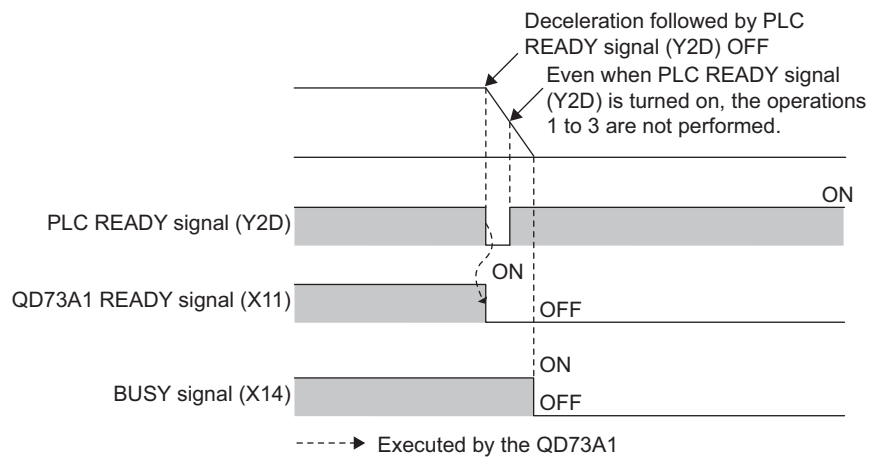 Deceleration followed by PLC
READY signal (Y2D) OFF
Even when PLC READY signal
(Y2D) is turned on, the operations
1 to 3 are not performed.
ON
PLC READY signal (Y2D)
ON
QD73A1 READY signal (X11)
OFF
ON
BUSY signal (X14)
OFF
Executed by the QD73A1